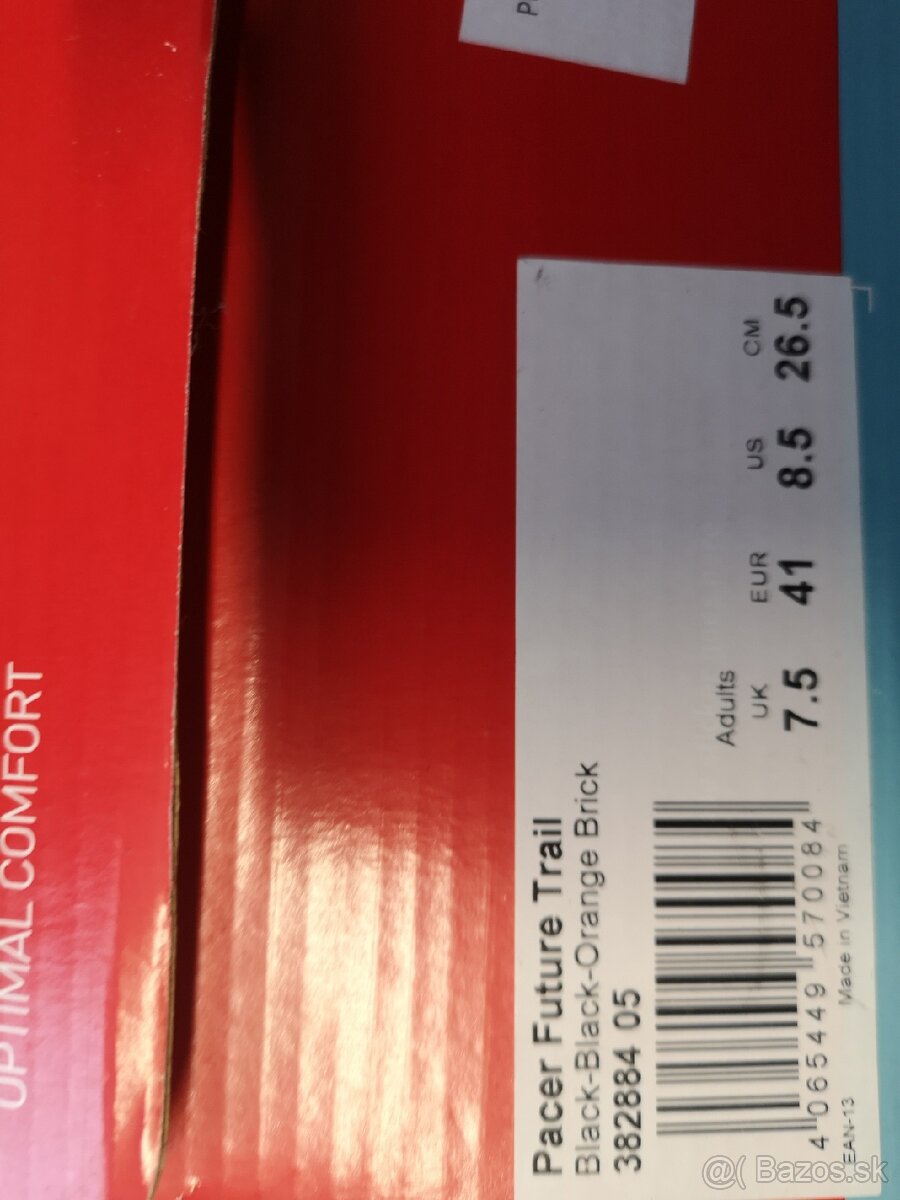 OPTIMAL COMFORT
Pacer Future Trail
Black-Black-Orange Brick
382884 05
Adults
UK EUR US CM
7.5 41 8.5 26.5
4 065449 570084
EAN-13 Made in Vietnam
@( Bazos.sk